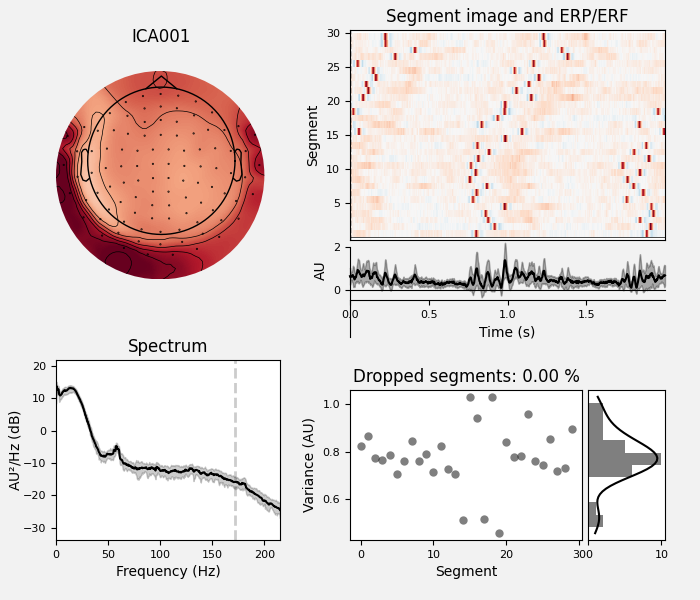 ICA001
Segment image and ERP/ERF
Segment
30
25
20
15
10
5
AU
2
0
0.0 0.5 1.0 1.5
Time (s)
Spectrum
AU²/Hz (dB)
20
10
0
−10
−20
−30
0 50 100 150 200
Frequency (Hz)
Dropped segments: 0.00 %
Variance (AU)
1.0
0.8
0.6
0 10 20 30
Segment
0 10